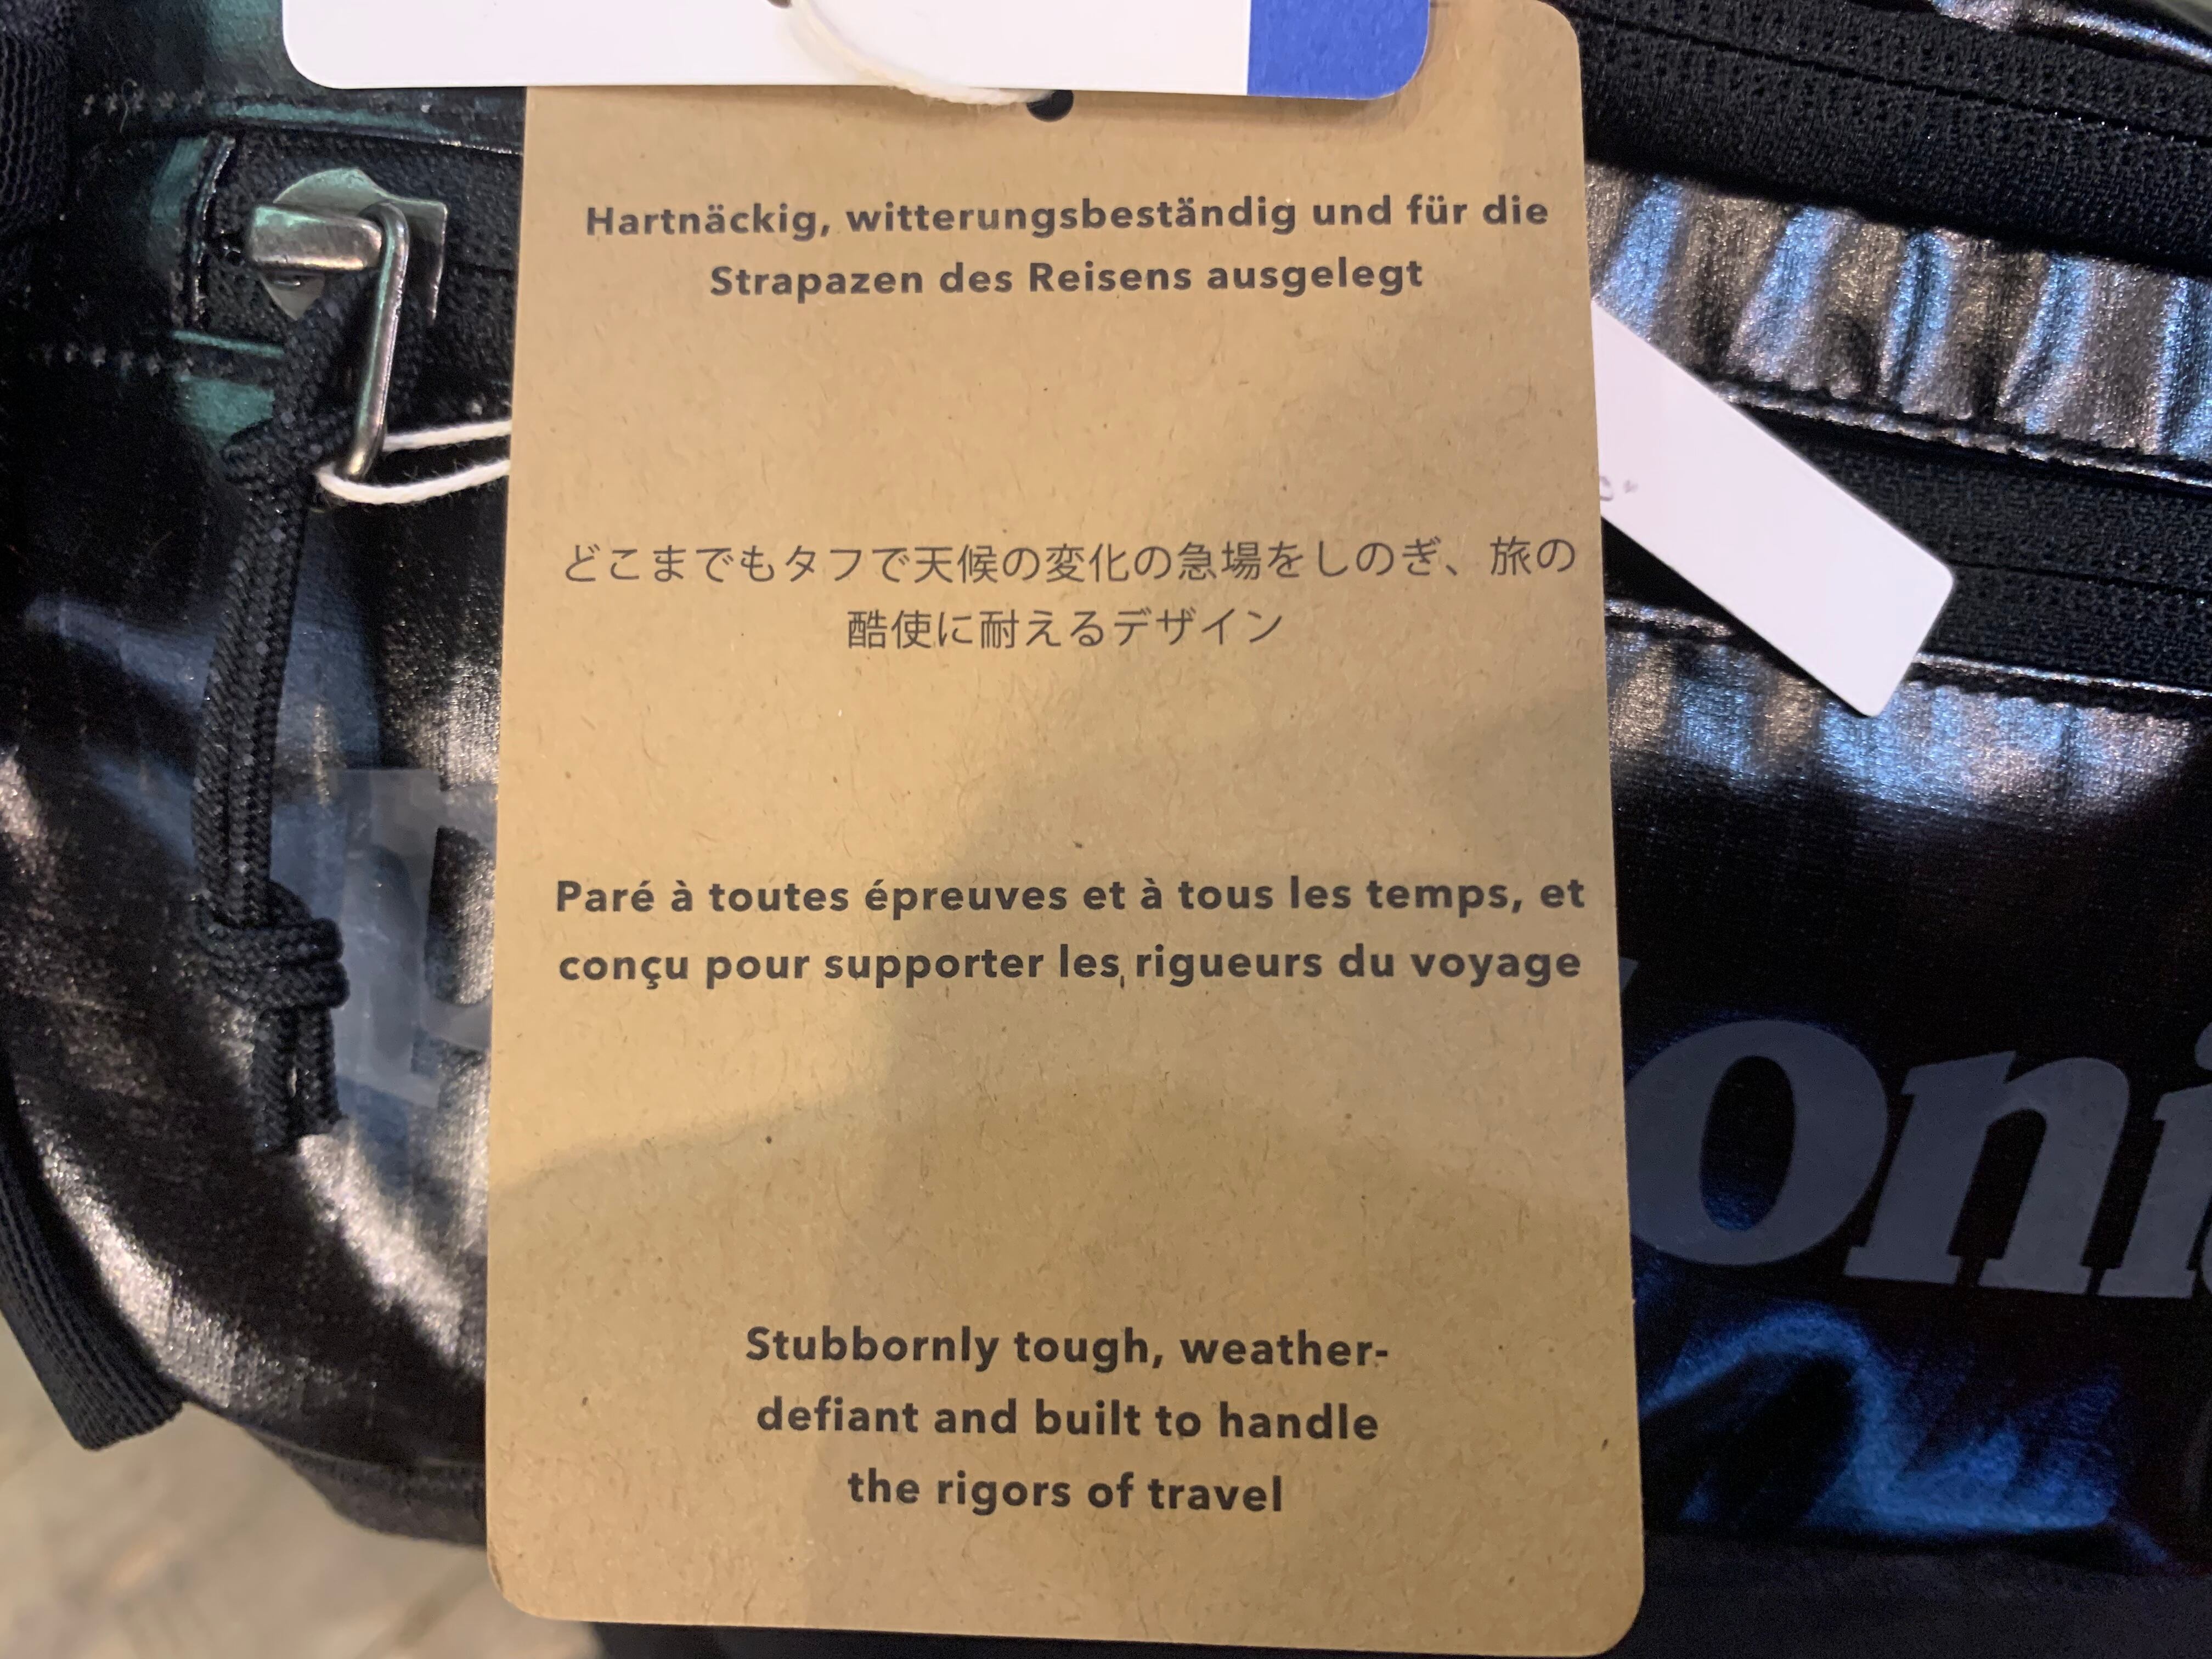 Hartnäckig, witterungsbeständig und für die
Strapazen des Reisens ausgelegt
どこまでもタフで天候の変化の急場をしのぎ、旅の
酷使に耐えるデザイン
Paré à toutes épreuves et à tous les temps, et
conçu pour supporter les rigueurs du voyage
Stubbornly tough, weather-
defiant and built to handle
the rigors of travel
oni